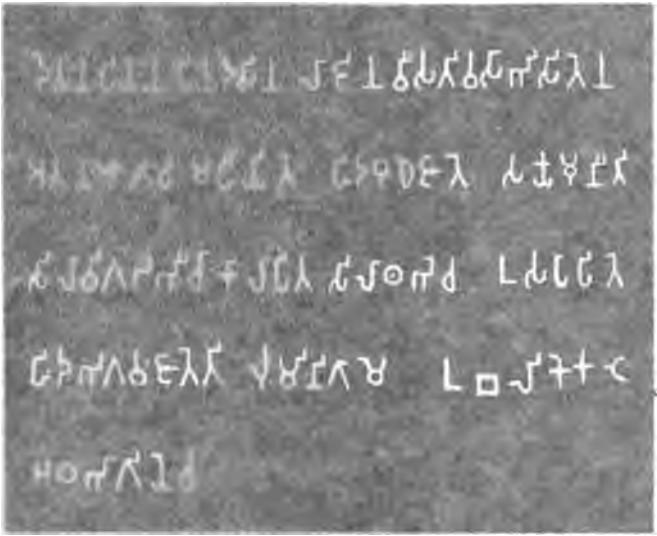 𑀤𑁂𑀯𑀸𑀦𑀧𑀺𑀬𑁂𑀦 𑀧𑀺𑀬𑀤𑀲𑀺𑀦 𑀮𑀸𑀚𑀺𑀦 𑀯𑀻𑀲𑀢𑀺𑀯𑀲𑀸𑀪𑀺𑀲𑀺𑀢𑁂𑀦
𑀅𑀢𑀦 𑀆𑀕𑀸𑀘 𑀫𑀳𑀻𑀬𑀺𑀢𑁂 𑀳𑀺𑀤 𑀩𑀼𑀥𑁂 𑀚𑀸𑀢𑁂 𑀲𑀓𑁆𑀬𑀫𑀼𑀦𑀻 𑀢𑀺
𑀲𑀺𑀮𑀸𑀯𑀺𑀕𑀟𑀪𑀻 𑀘𑀸 𑀓𑀸𑀮𑀸𑀧𑀺𑀢 𑀲𑀺𑀮𑀸𑀣𑀪𑁂 𑀘 𑀉𑀲𑀧𑀸𑀧𑀺𑀢𑁂
𑀳𑀺𑀤 𑀪𑀕𑀯𑀁 𑀚𑀸𑀢𑁂 𑀢𑀺 𑀮𑀼𑀁𑀫𑀺𑀦𑀺 𑀕𑀸𑀫𑁂 𑀉𑀩𑀮𑀺𑀓𑁂 𑀓𑀝𑁂
𑀅𑀞𑀪𑀸𑀕𑀺𑀬𑁂 𑀘